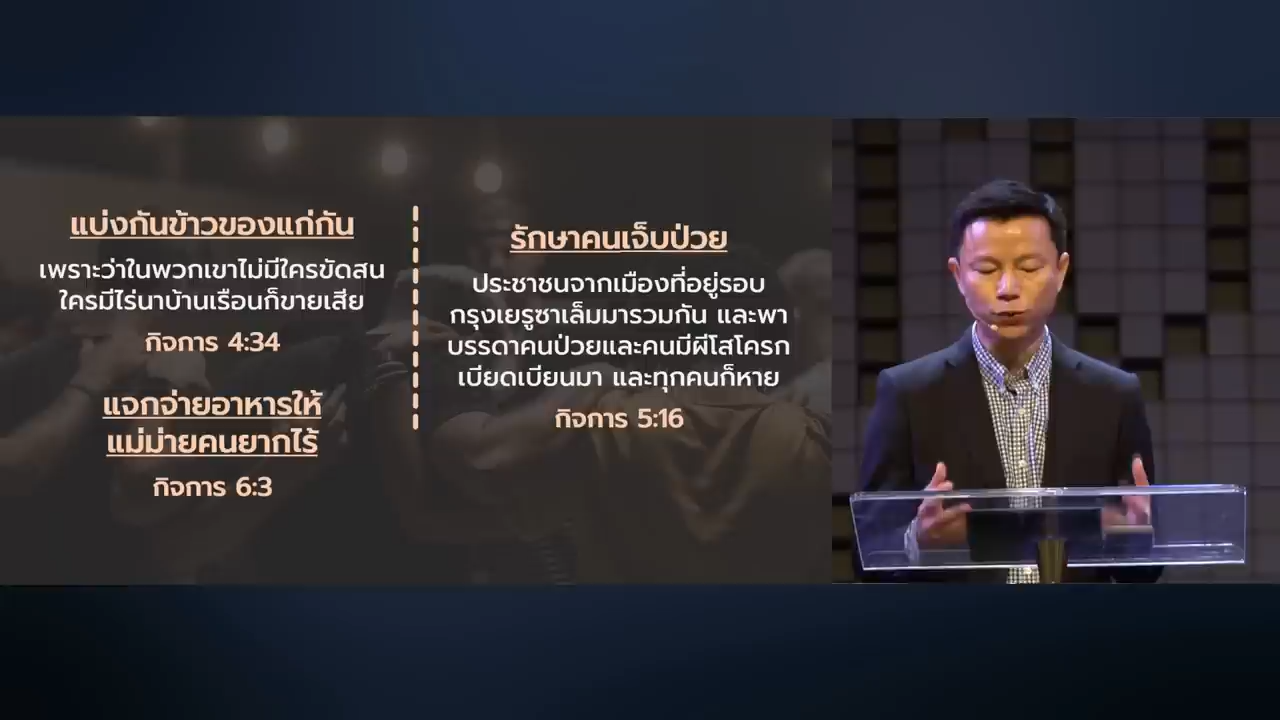 แบ่งกันข้าวของแก่กัน
เพราะว่าในพวกเขาไม่มีใครขัดสน
ใครมีไร่นาบ้านเรือนก็ขายเสีย
กิจการ 4:34
แจกจ่ายอาหารให้
แม่ม่ายคนยากไร้
กิจการ 6:3
รักษาคนเจ็บป่วย
ประชาชนจากเมืองที่อยู่รอบ
กรุงเยรูซาเล็มมารวมกัน และพา
บรรดาคนป่วยและคนมีผีโสโครก
เบียดเบียนมา และทุกคนก็หาย
กิจการ 5:16